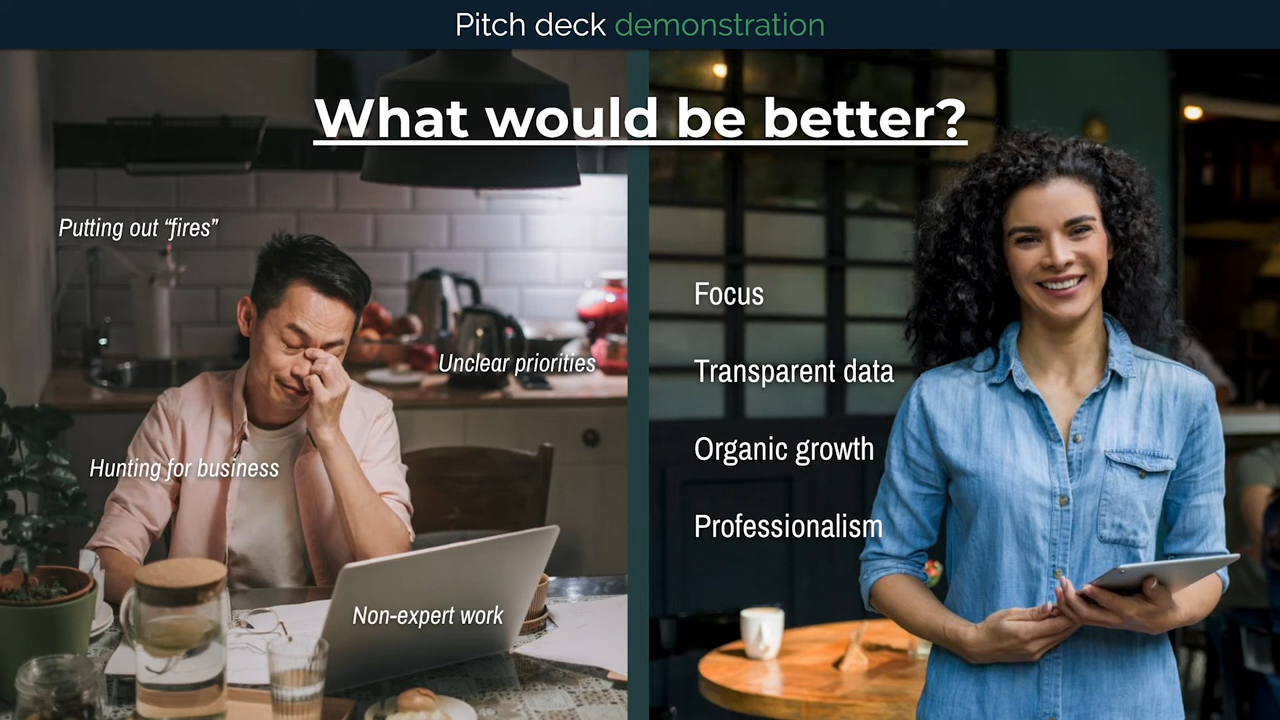 Pitch deck demonstration
What would be better?
Putting out “fires”
Unclear priorities
Hunting for business
Non-expert work
Focus
Transparent data
Organic growth
Professionalism